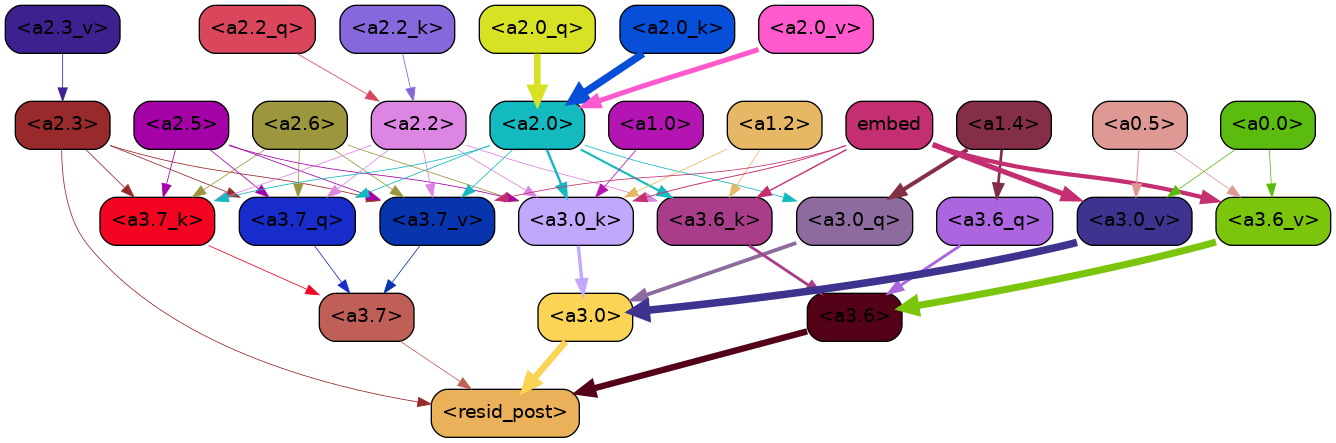 <a2.3_v> <a2.2_q> <a2.2_k> <a2.0_q> <a2.0_k> <a2.0_v>
<a2.3> <a2.5> <a2.6> <a2.2> <a2.0> <a1.0> <a1.2> embed <a1.4> <a0.5> <a0.0>
<a3.7_k> <a3.7_q> <a3.7_v> <a3.0_k> <a3.6_k> <a3.0_q> <a3.6_q> <a3.0_v> <a3.6_v>
<a3.7> <a3.0> <a3.6>
<resid_post>